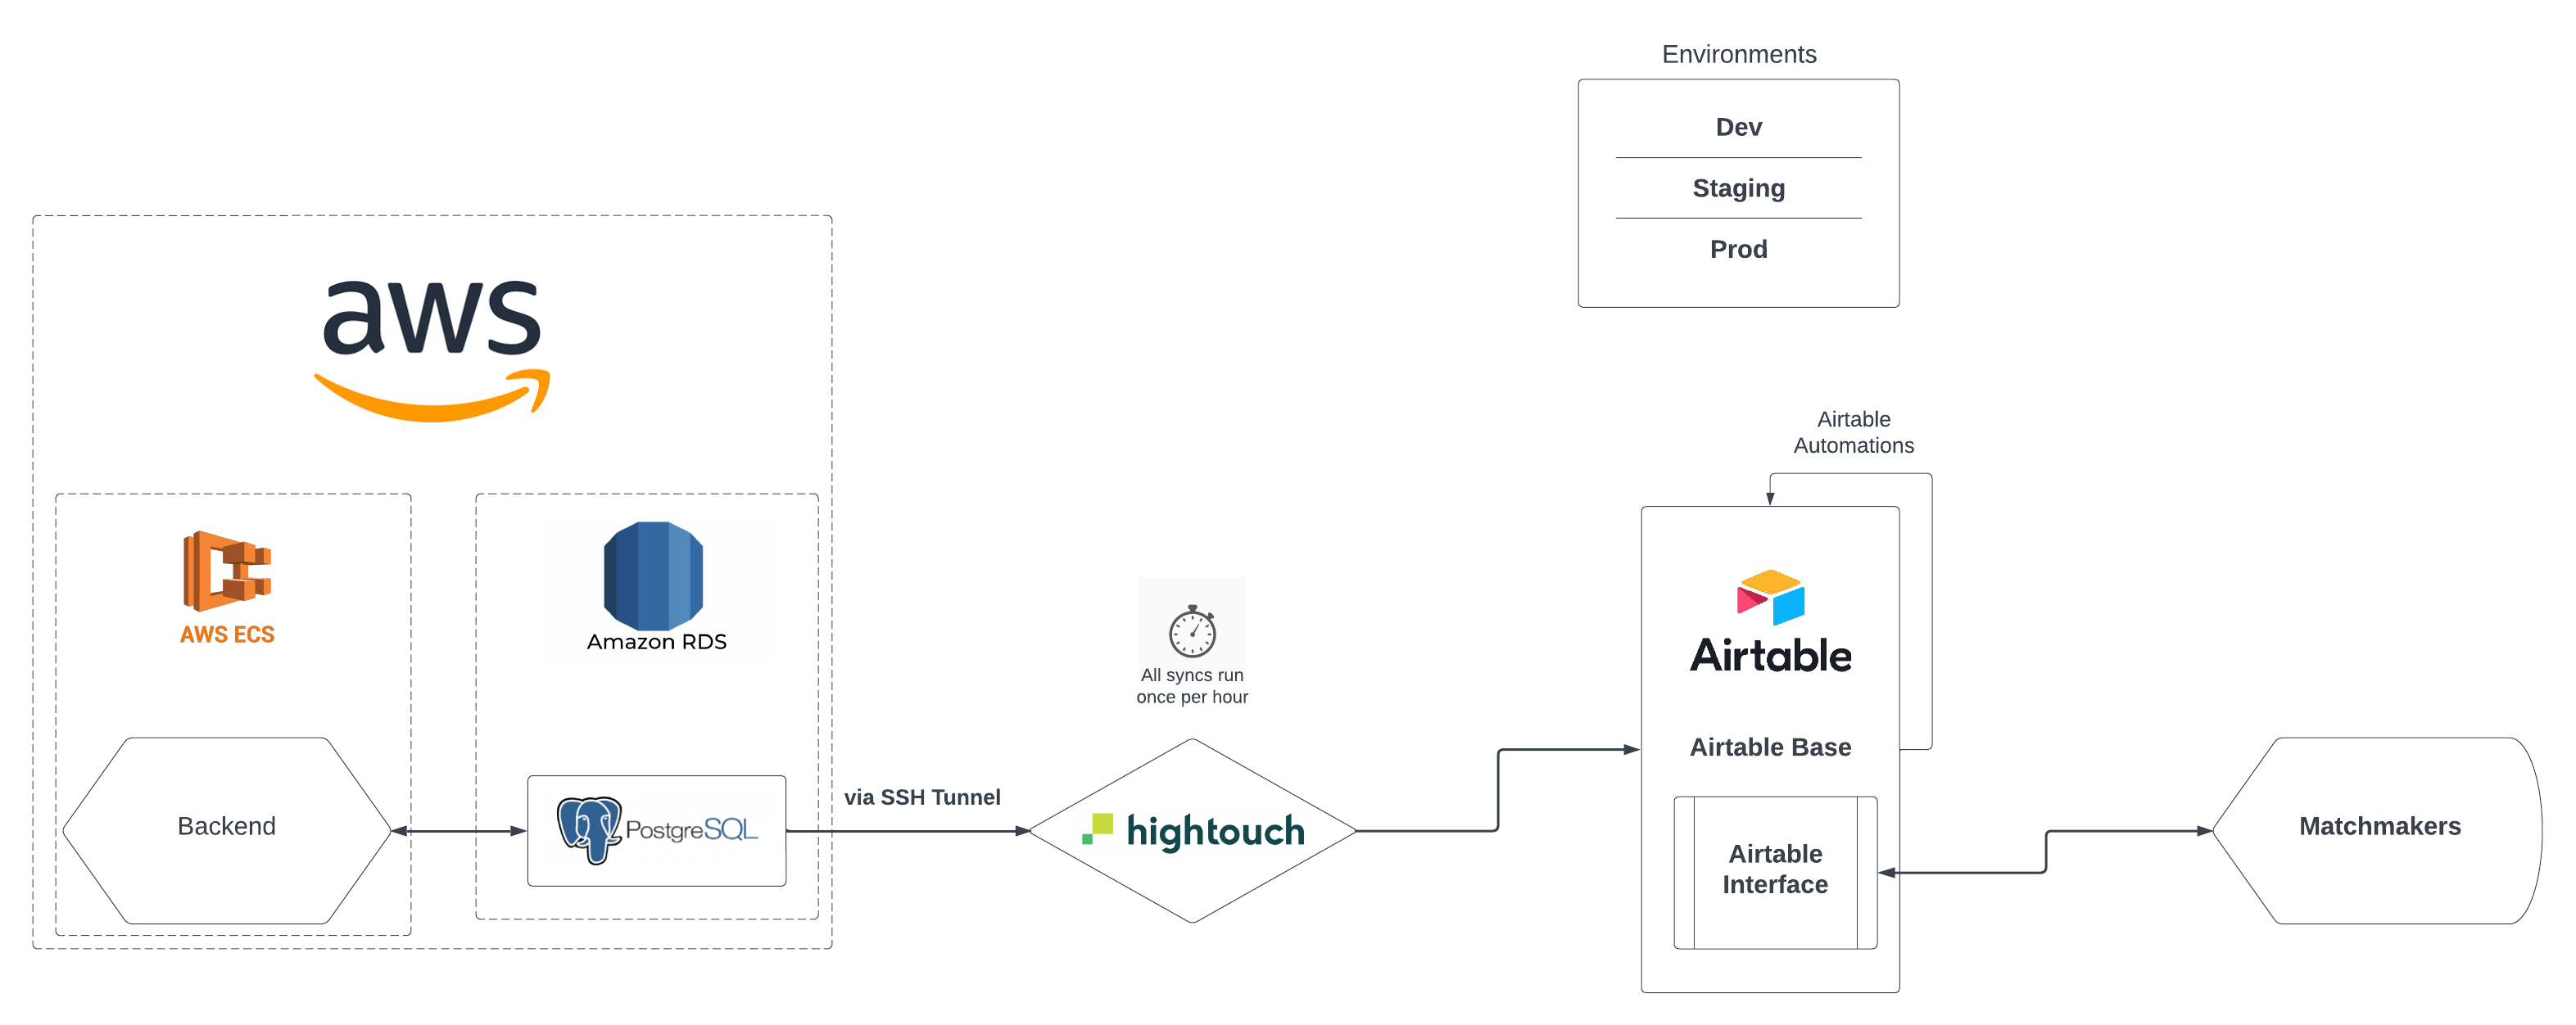 Environments
Dev
Staging
Prod
aws
Airtable
Automations
AWS ECS
Amazon RDS
All syncs run
once per hour
Airtable
Airtable Base
Backend
PostgreSQL
via SSH Tunnel
hightouch
Airtable
Interface
Matchmakers